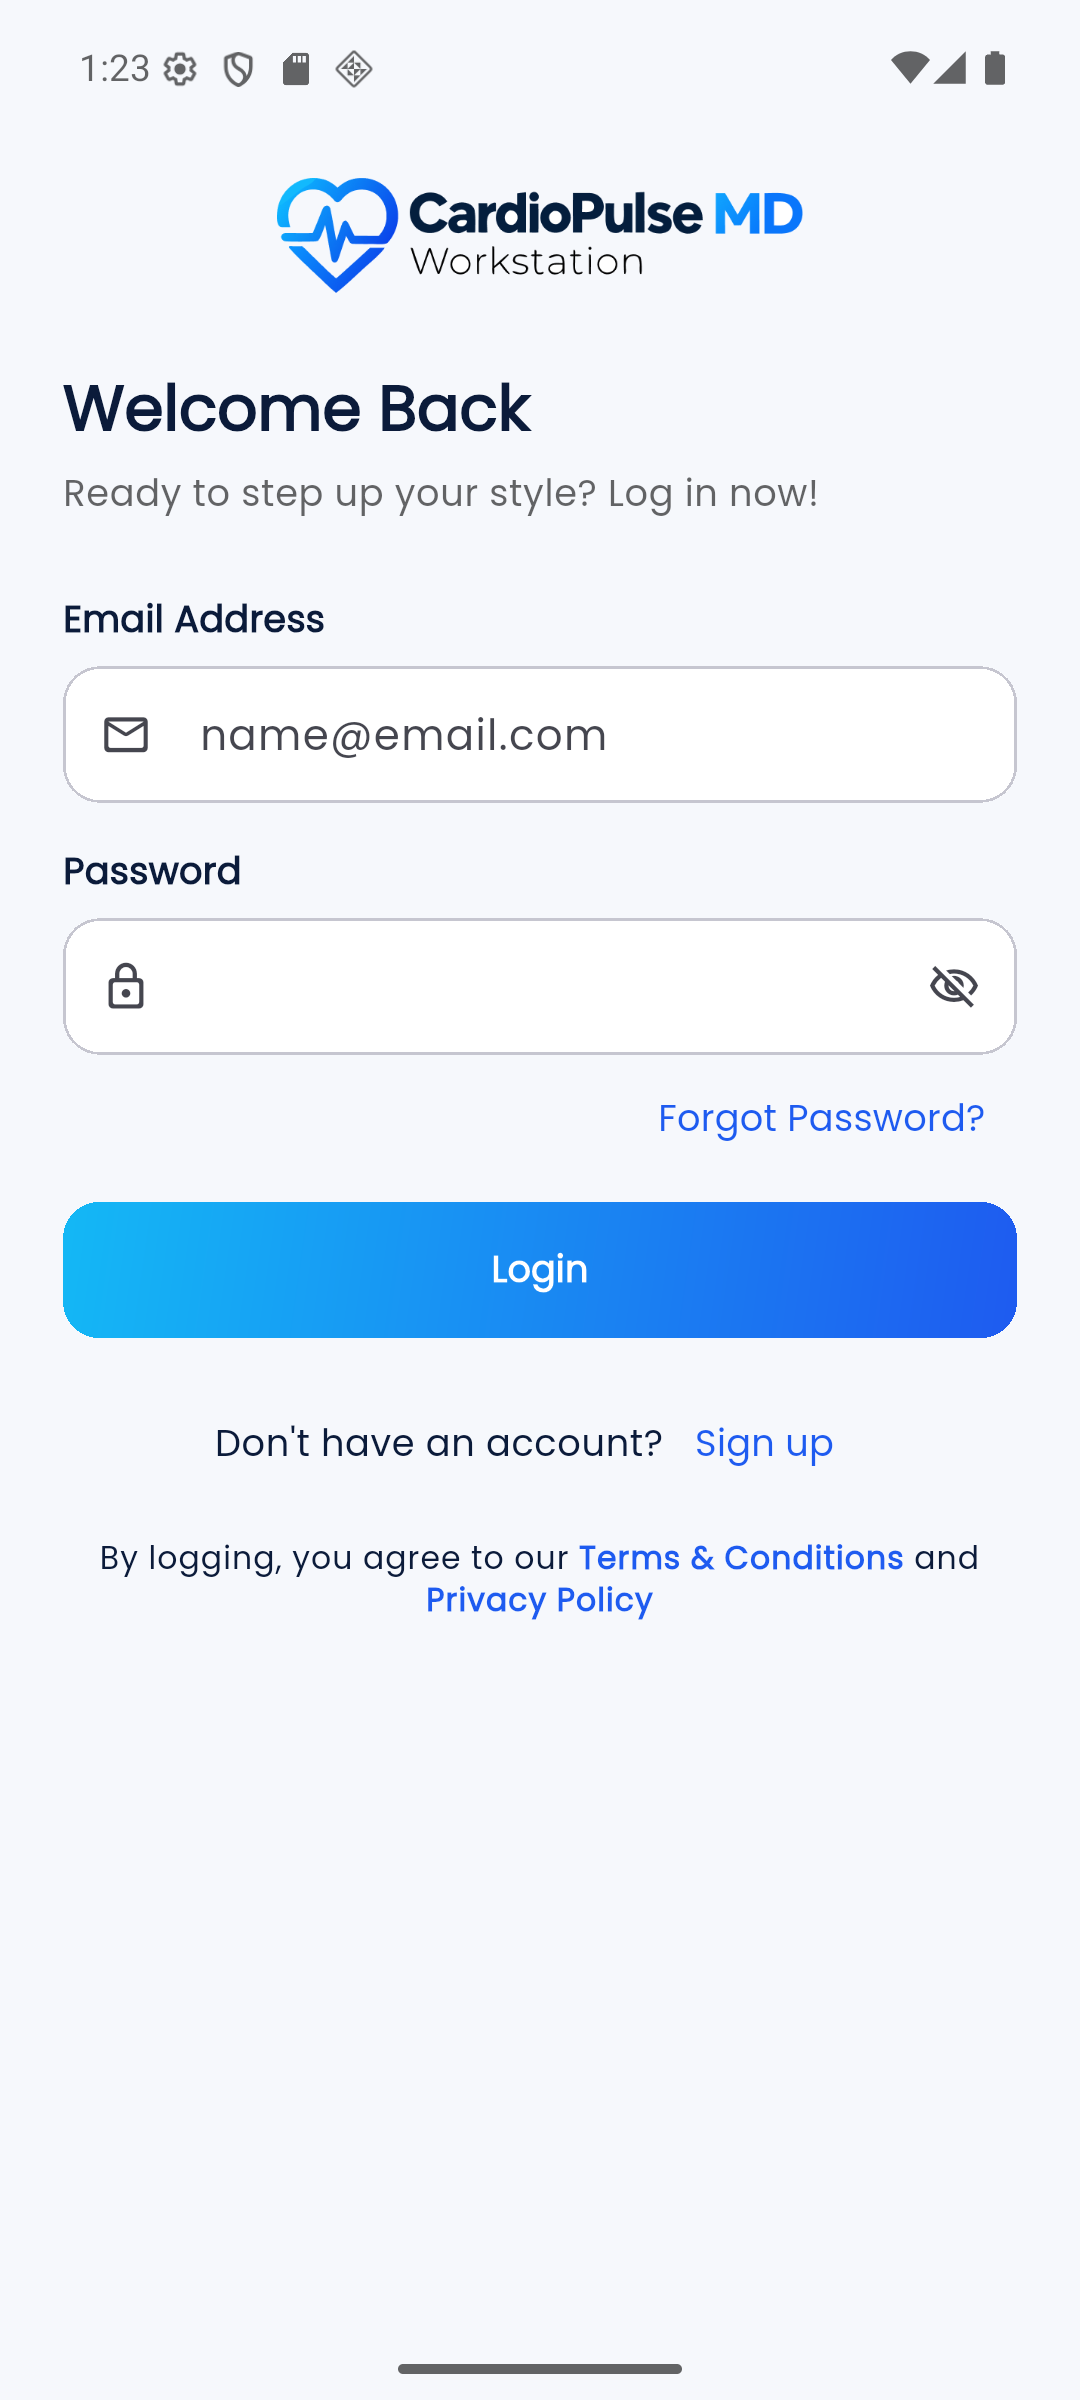 1:23
CardioPulse MD
Workstation
Welcome Back
Ready to step up your style? Log in now!
Email Address
name@email.com
Password
Forgot Password?
Login
Don't have an account? Sign up
By logging, you agree to our Terms & Conditions and
Privacy Policy